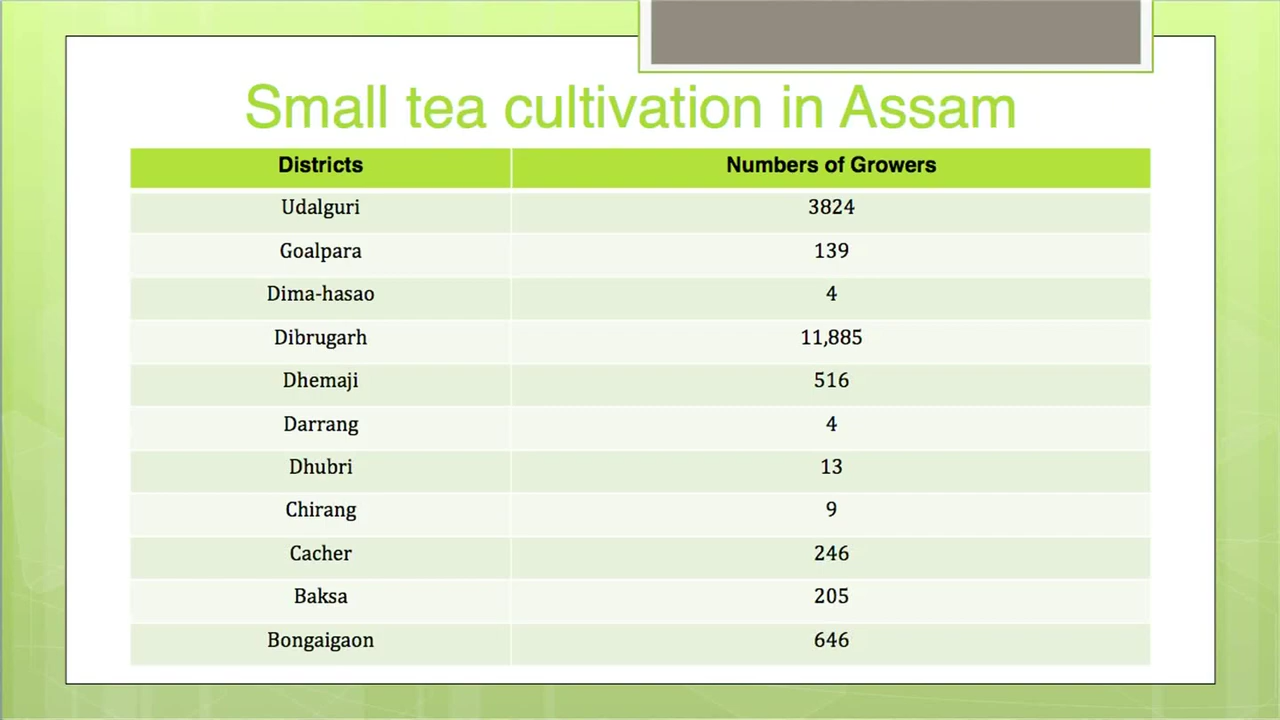 Small tea cultivation in Assam
Districts Numbers of Growers
Udalguri 3824
Goalpara 139
Dima-hasao 4
Dibrugarh 11,885
Dhemaji 516
Darrang 4
Dhubri 13
Chirang 9
Cacher 246
Baksa 205
Bongaigaon 646